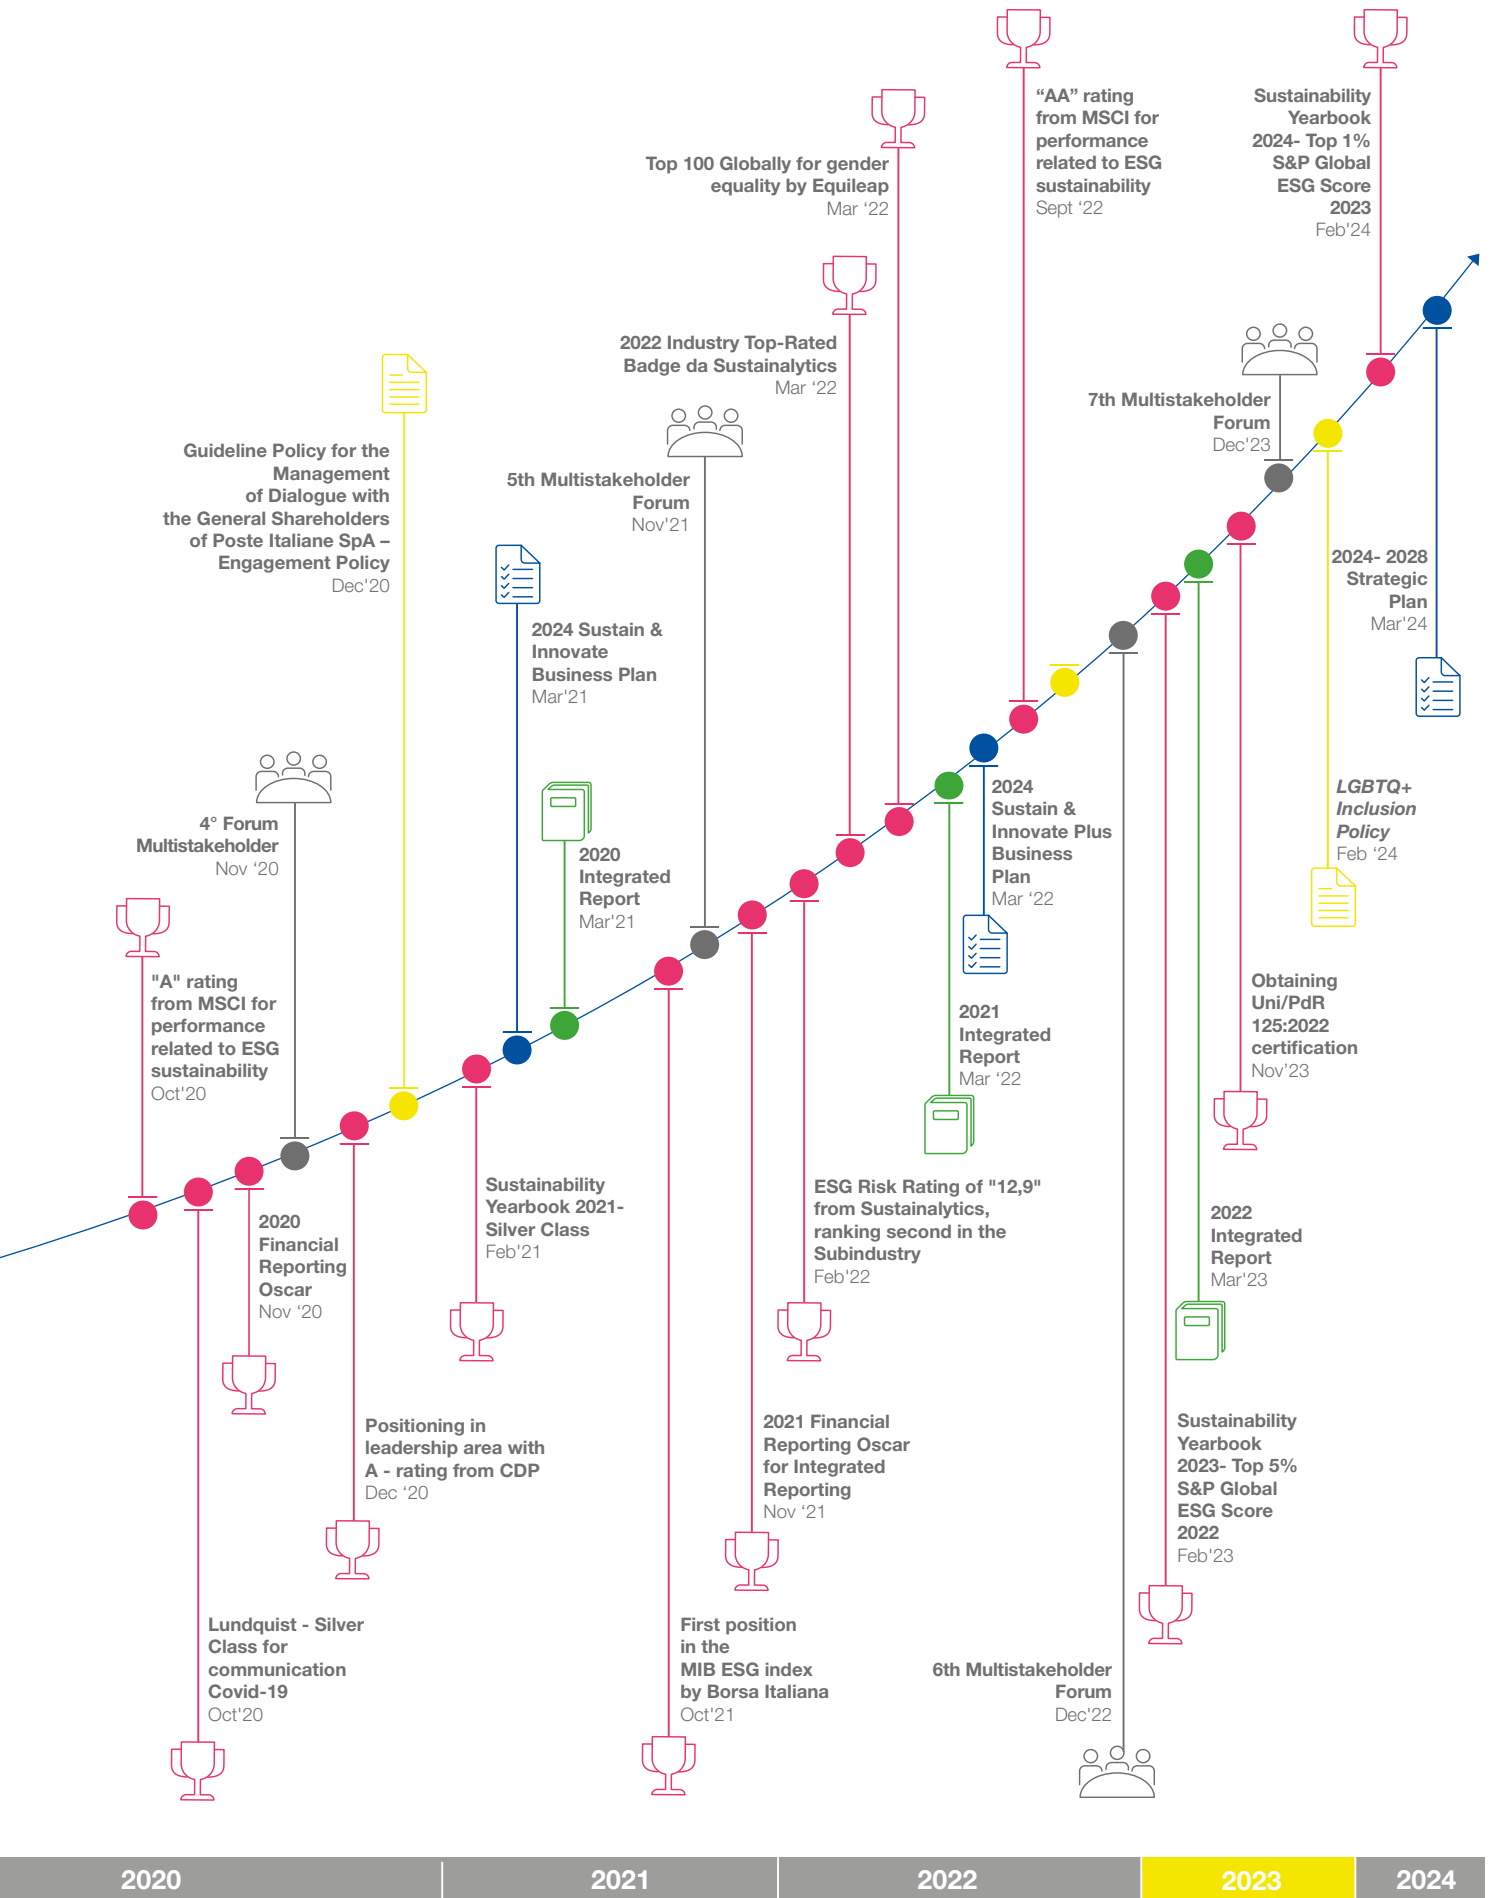 Sustainability
Yearbook
2024- Top 1%
S&P Global
ESG Score
2023
Feb'24
“AA” rating
from MSCI for
performance
related to ESG
sustainability
Sept ‘22
Top 100 Globally for gender
equality by Equileap
Mar ‘22
2022 Industry Top-Rated
Badge da Sustainalytics
Mar ‘22
7th Multistakeholder
Forum
Dec'23
Guideline Policy for the
Management
of Dialogue with
the General Shareholders
of Poste Italiane SpA –
Engagement Policy
Dec'20
5th Multistakeholder
Forum
Nov'21
2024- 2028
Strategic
Plan
Mar'24
2024 Sustain &
Innovate
Business Plan
Mar'21
2024
Sustain &
Innovate Plus
Business
Plan
Mar ‘22
LGBTQ+
Inclusion
Policy
Feb ‘24
4° Forum
Multistakeholder
Nov ‘20
2020
Integrated
Report
Mar'21
"A" rating
from MSCI for
performance
related to ESG
sustainability
Oct'20
Obtaining
Uni/PdR
125:2022
certification
Nov’23
2021
Integrated
Report
Mar ‘22
Sustainability
Yearbook 2021-
Silver Class
Feb'21
ESG Risk Rating of "12,9"
from Sustainalytics,
ranking second in the
Subindustry
Feb'22
2022
Integrated
Report
Mar'23
2020
Financial
Reporting
Oscar
Nov ‘20
Positioning in
leadership area with
A - rating from CDP
Dec ‘20
2021 Financial
Reporting Oscar
for Integrated
Reporting
Nov ‘21
Sustainability
Yearbook
2023- Top 5%
S&P Global
ESG Score
2022
Feb'23
Lundquist - Silver
Class for
communication
Covid-19
Oct'20
First position
in the
MIB ESG index
by Borsa Italiana
Oct'21
6th Multistakeholder
Forum
Dec'22
2020
2021
2022
2023
2024